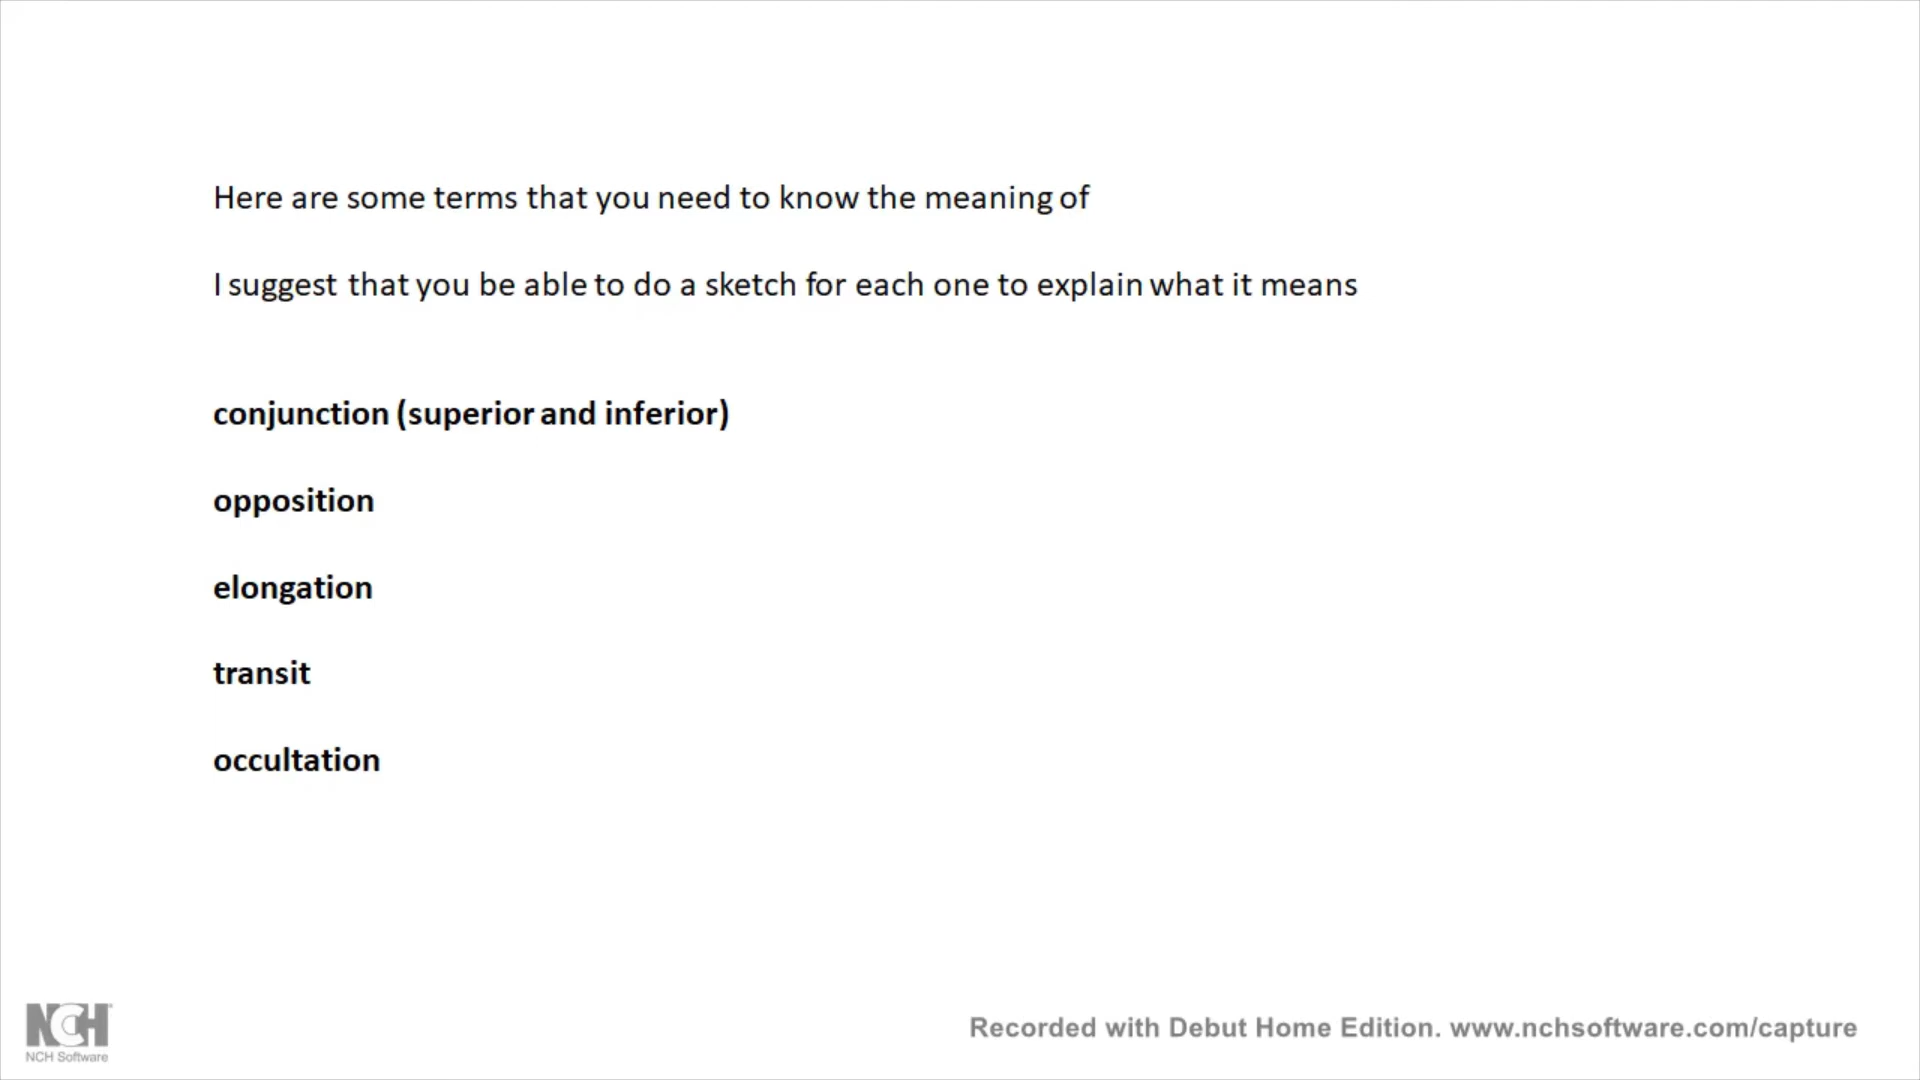 Here are some terms that you need to know the meaning of
I suggest that you be able to do a sketch for each one to explain what it means
conjunction (superior and inferior)
opposition
elongation
transit
occultation
NCH
NCH Software
Recorded with Debut Home Edition. www.nchsoftware.com/capture